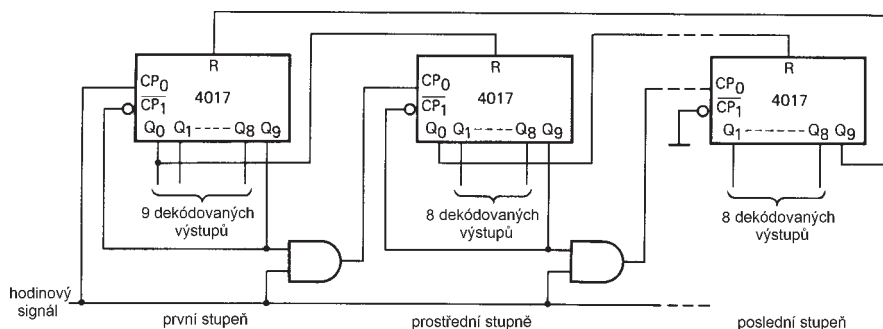 R
CP0
CP1
4017
Q0 Q1 Q8 Q9
9 dekódovaných
výstupů
R
CP0
CP1
4017
Q0 Q1 Q8 Q9
8 dekódovaných
výstupů
R
CP0
CP1
4017
Q1 Q8 Q9
8 dekódovaných
výstupů
hodinový
signál
první stupeň
prostřední stupně
poslední stupeň